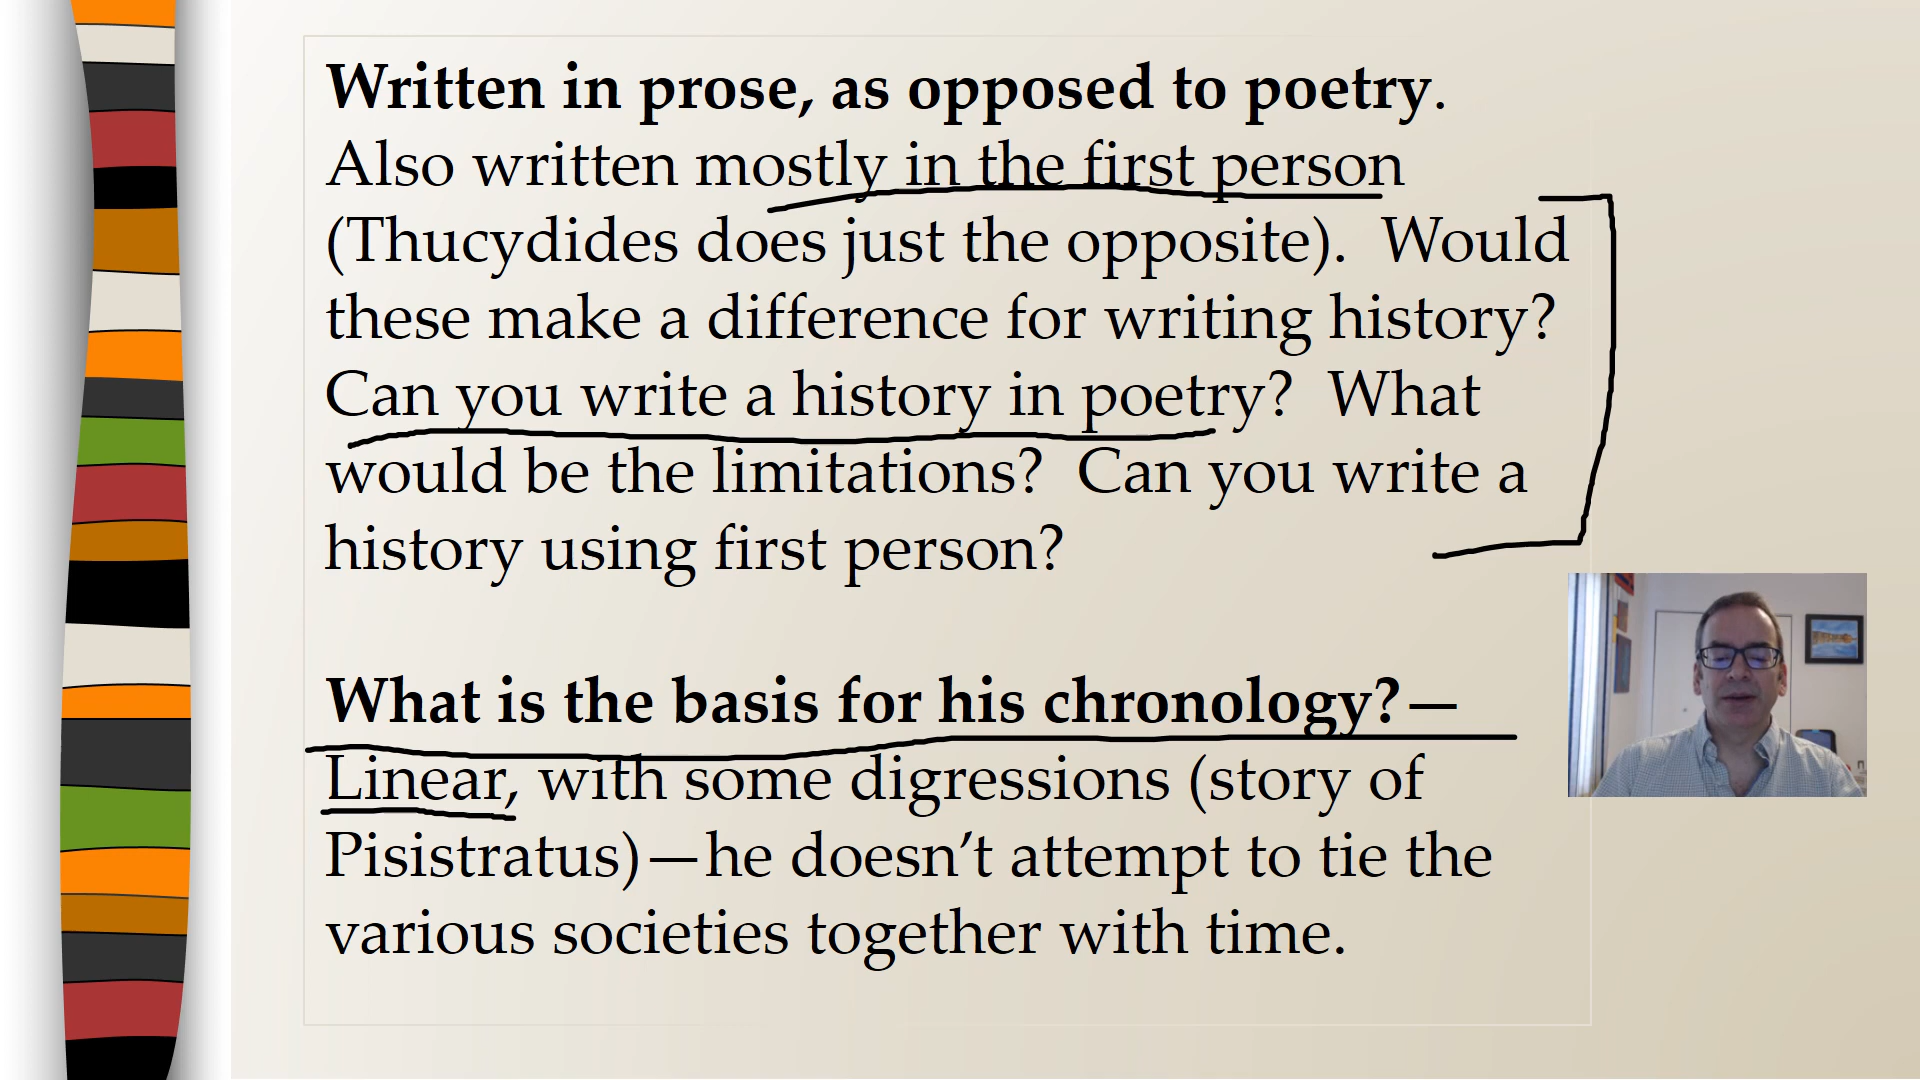 Written in prose, as opposed to poetry.
Also written mostly in the first person
(Thucydides does just the opposite).  Would
these make a difference for writing history?
Can you write a history in poetry?  What
would be the limitations?  Can you write a
history using first person?
What is the basis for his chronology?—
Linear, with some digressions (story of
Pisistratus)—he doesn’t attempt to tie the
various societies together with time.